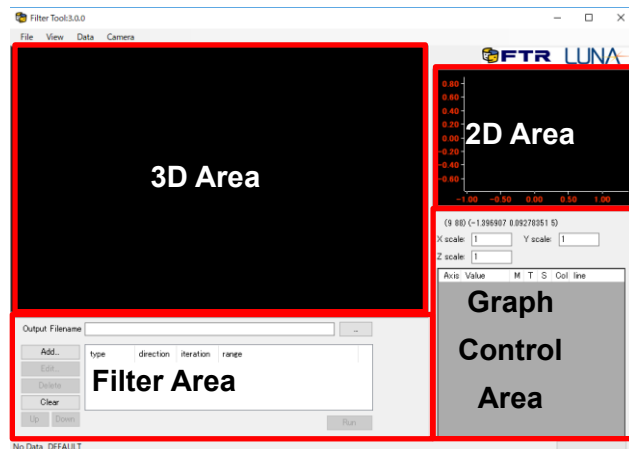 Filter Tool:3.0.0
File View Data Camera
FTR LUNA
3D Area
0.80
0.60
0.40
0.20
0.00
-0.20
-0.40
-0.60
-1.00 -0.50 0.00 0.50 1.00
2D Area
(9 88) (-1.396907 0.09278351 5)
X scale: 1 Y scale: 1
Z scale: 1
Axis Value M T S Col line
Graph
Control
Area
Output Filename ...
Add...
Edit...
Delete
Clear
Up Down
type direction iteration range
Filter Area
Run
No Data DEFAULT